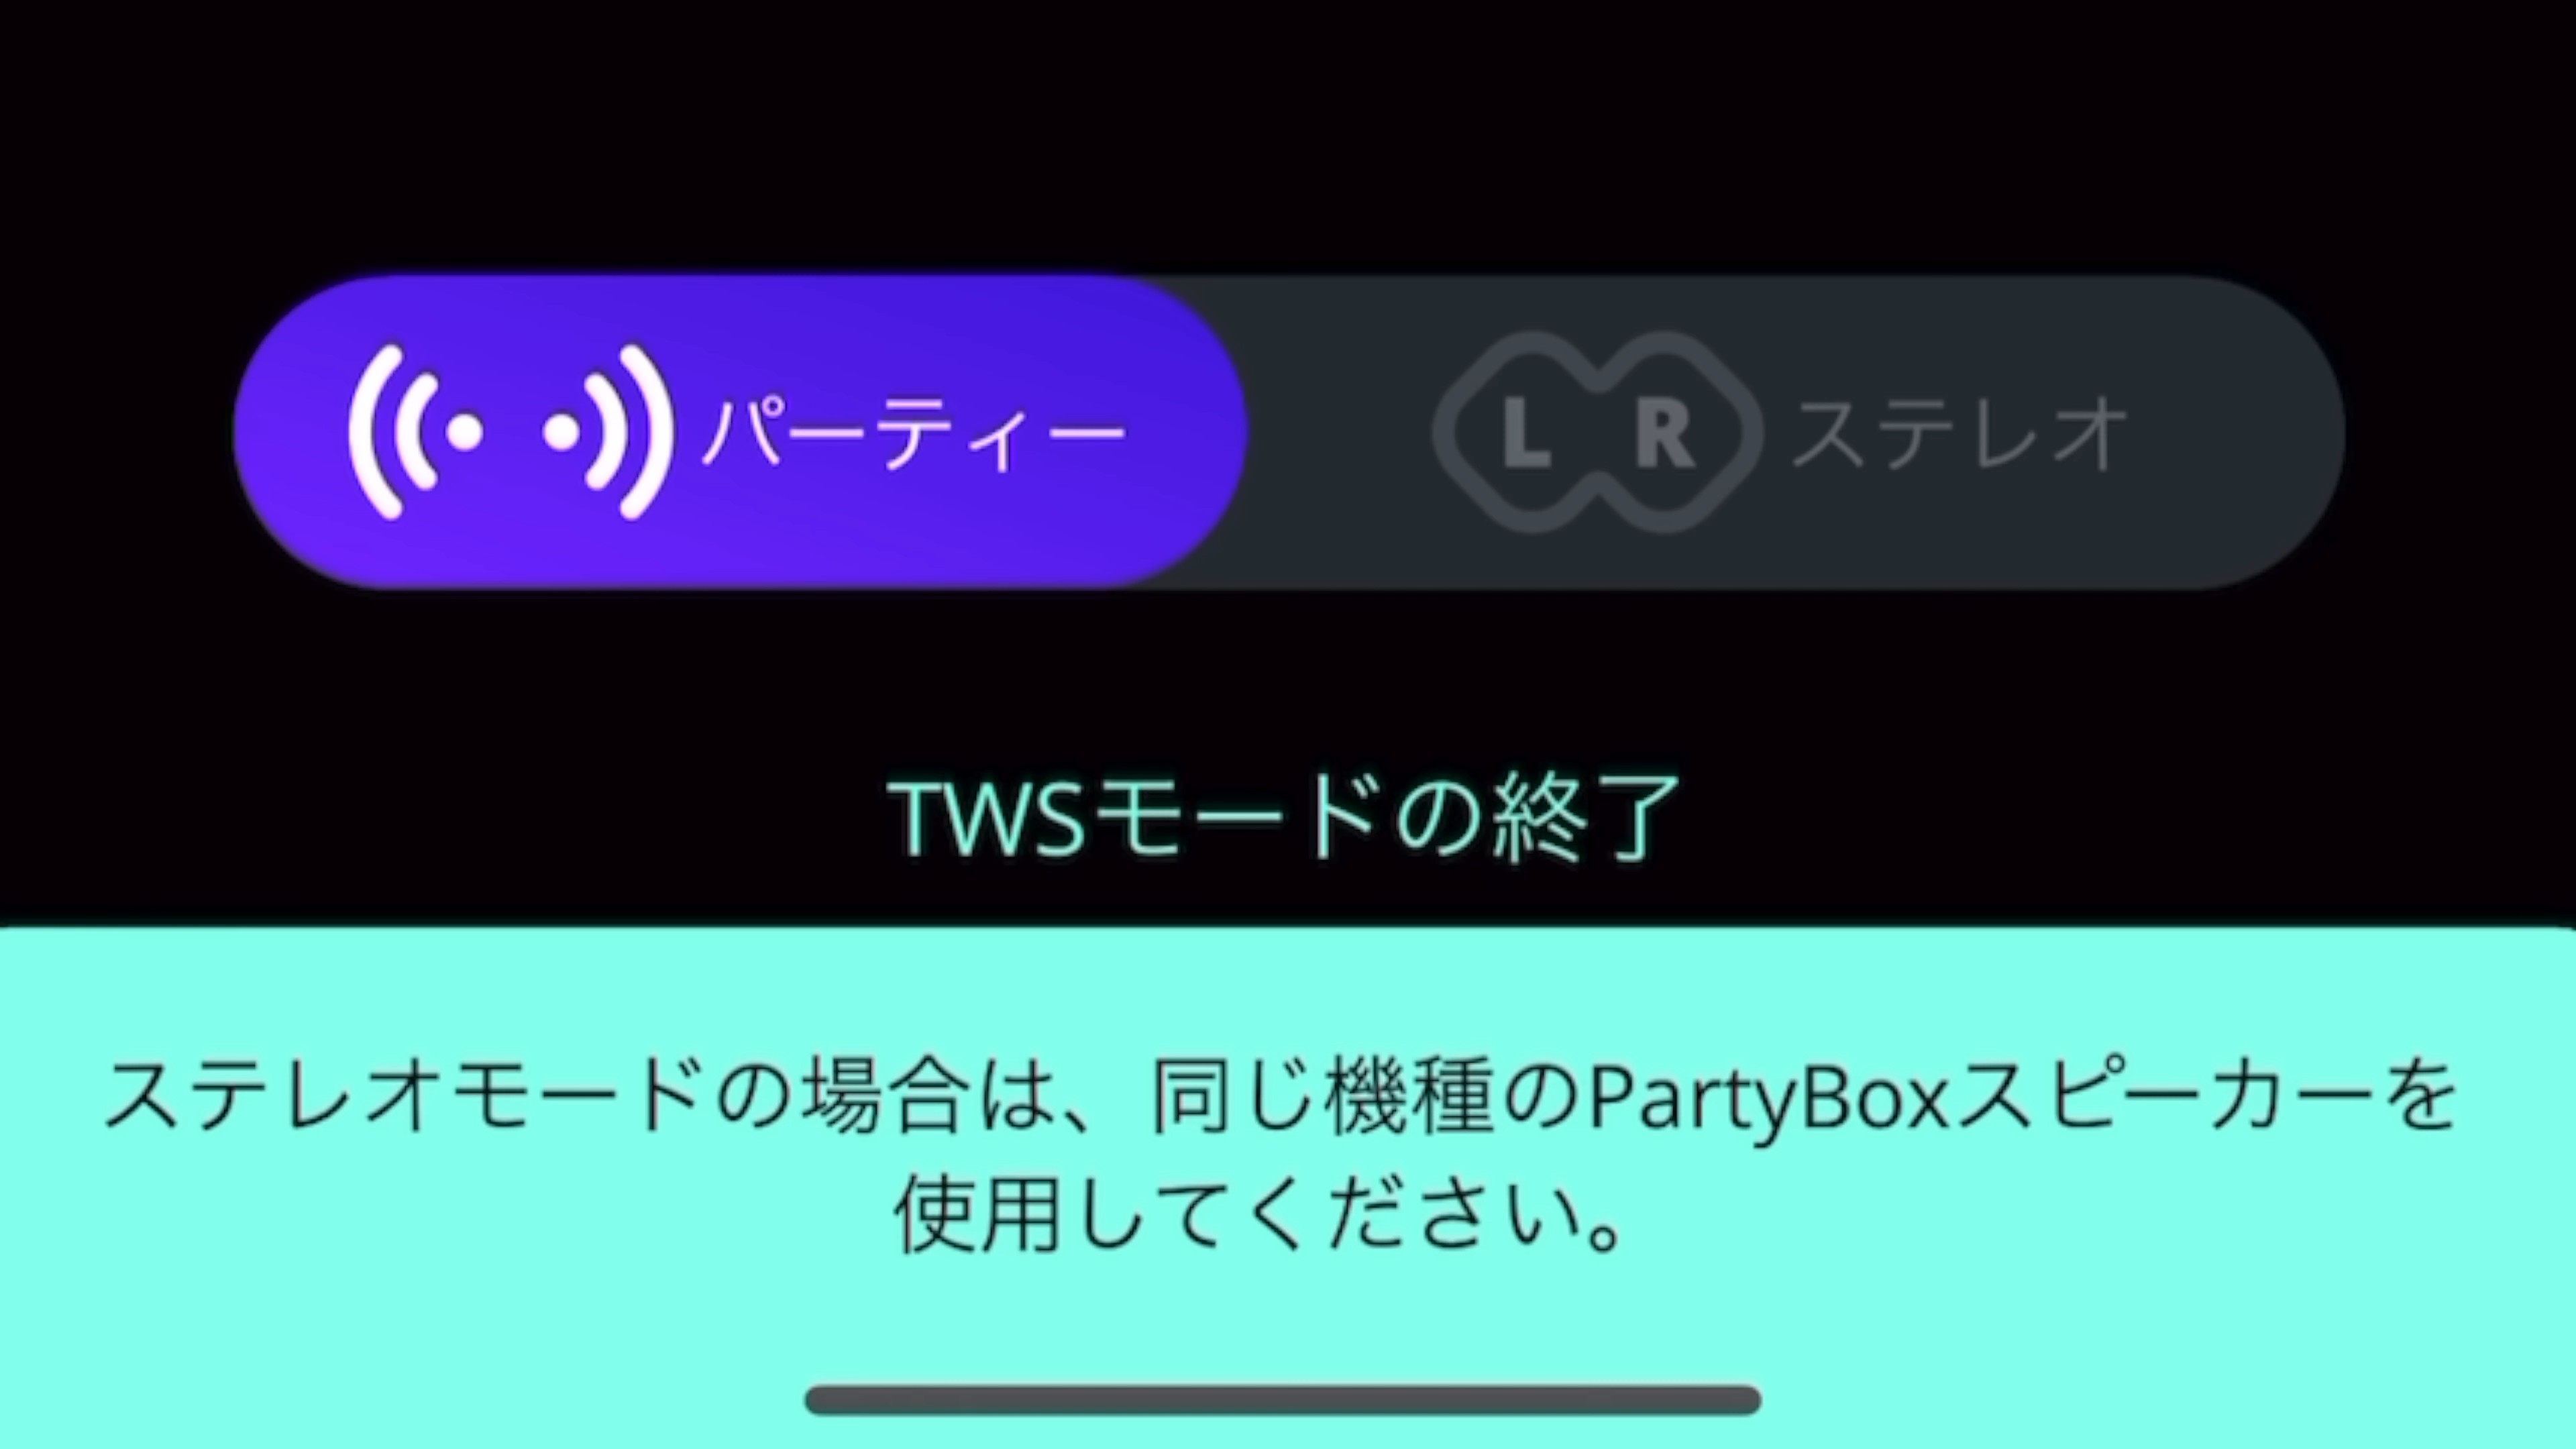 パーティー
L R ステレオ
TWSモードの終了
ステレオモードの場合は、同じ機種のPartyBoxスピーカーを
使用してください。